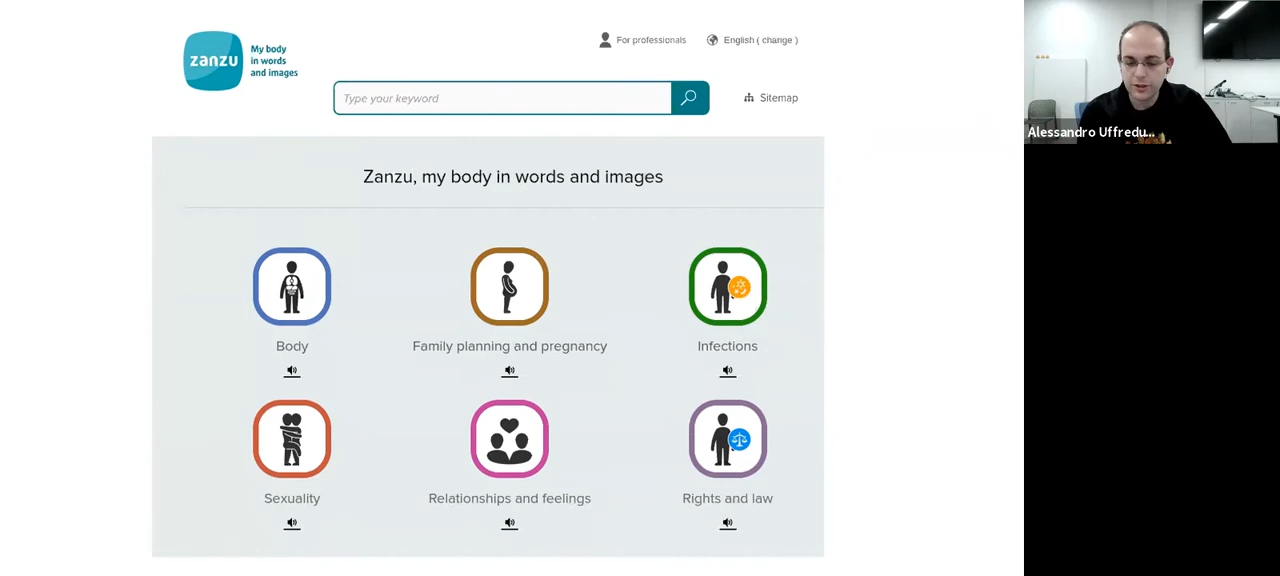 zanzu
My body
in words
and images
For professionals
English ( change )
Type your keyword
Sitemap
Zanzu, my body in words and images
Body
Family planning and pregnancy
Infections
Sexuality
Relationships and feelings
Rights and law
Alessandro Uffredu...